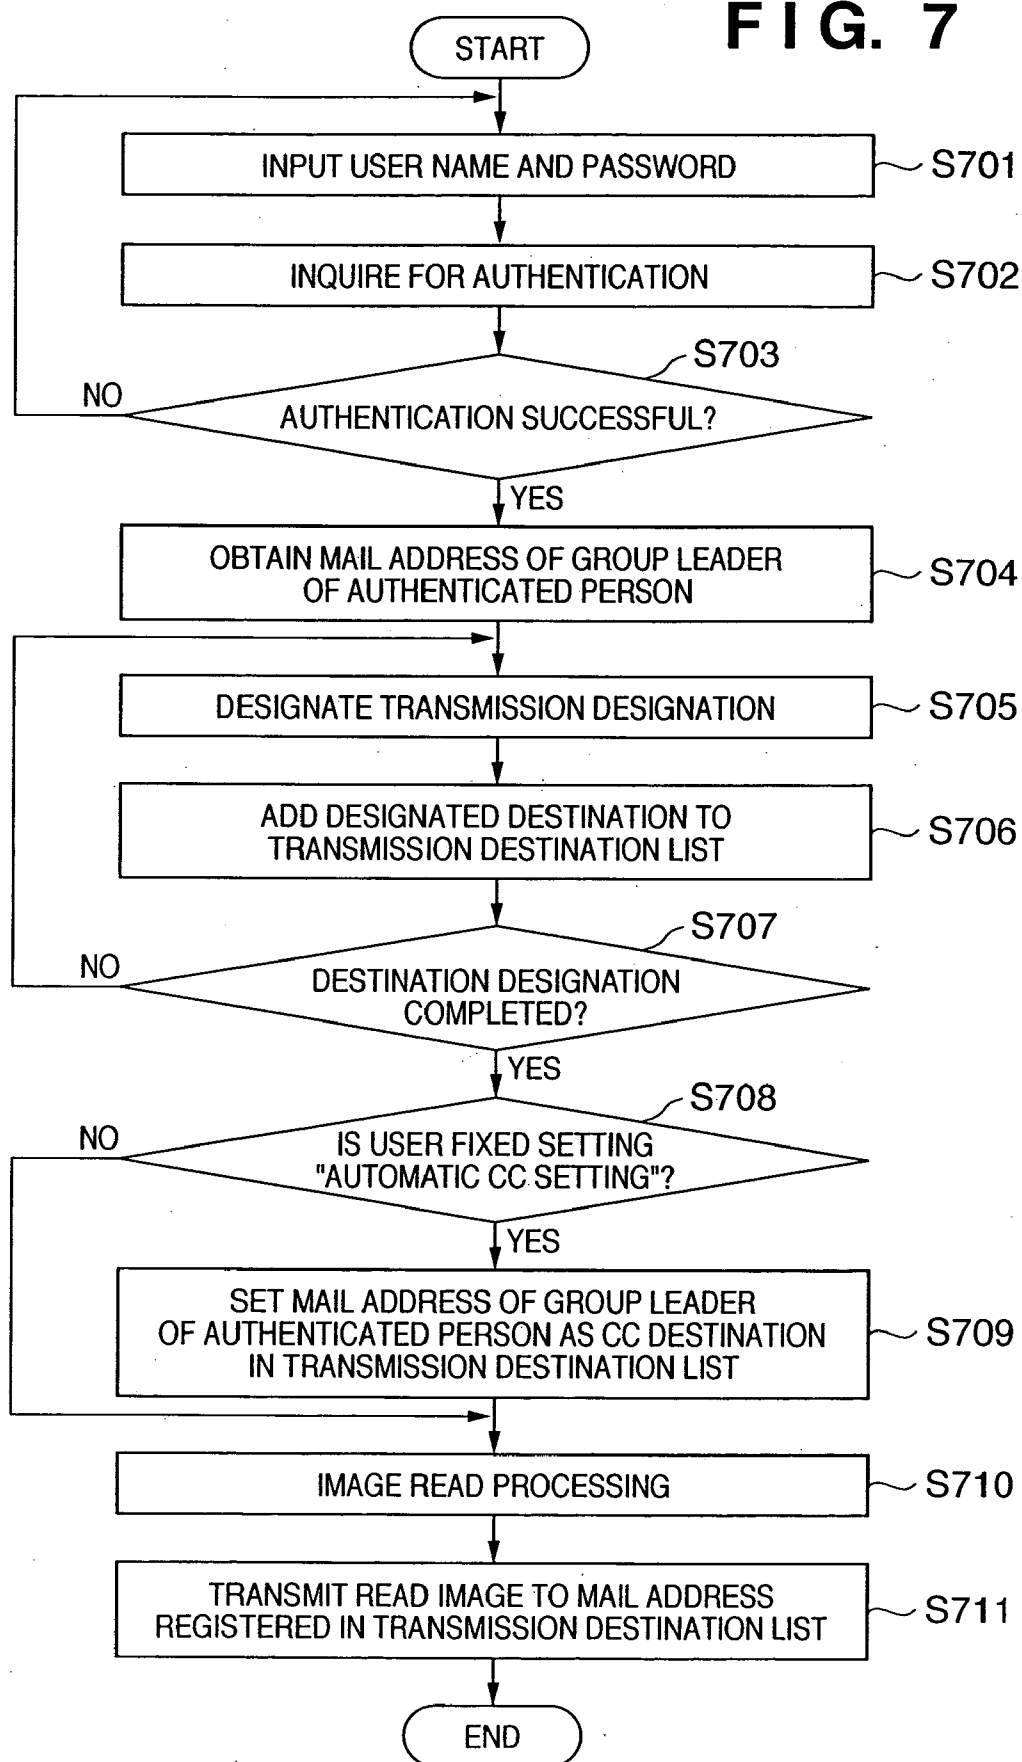 FIG. 7
START
INPUT USER NAME AND PASSWORD
S701
INQUIRE FOR AUTHENTICATION
S702
S703
NO
AUTHENTICATION SUCCESSFUL?
YES
OBTAIN MAIL ADDRESS OF GROUP LEADER
OF AUTHENTICATED PERSON
S704
DESIGNATE TRANSMISSION DESIGNATION
S705
ADD DESIGNATED DESTINATION TO
TRANSMISSION DESTINATION LIST
S706
S707
NO
DESTINATION DESIGNATION
COMPLETED?
YES
S708
NO
IS USER FIXED SETTING
"AUTOMATIC CC SETTING"?
YES
SET MAIL ADDRESS OF GROUP LEADER
OF AUTHENTICATED PERSON AS CC DESTINATION
IN TRANSMISSION DESTINATION LIST
S709
IMAGE READ PROCESSING
S710
TRANSMIT READ IMAGE TO MAIL ADDRESS
REGISTERED IN TRANSMISSION DESTINATION LIST
S711
END